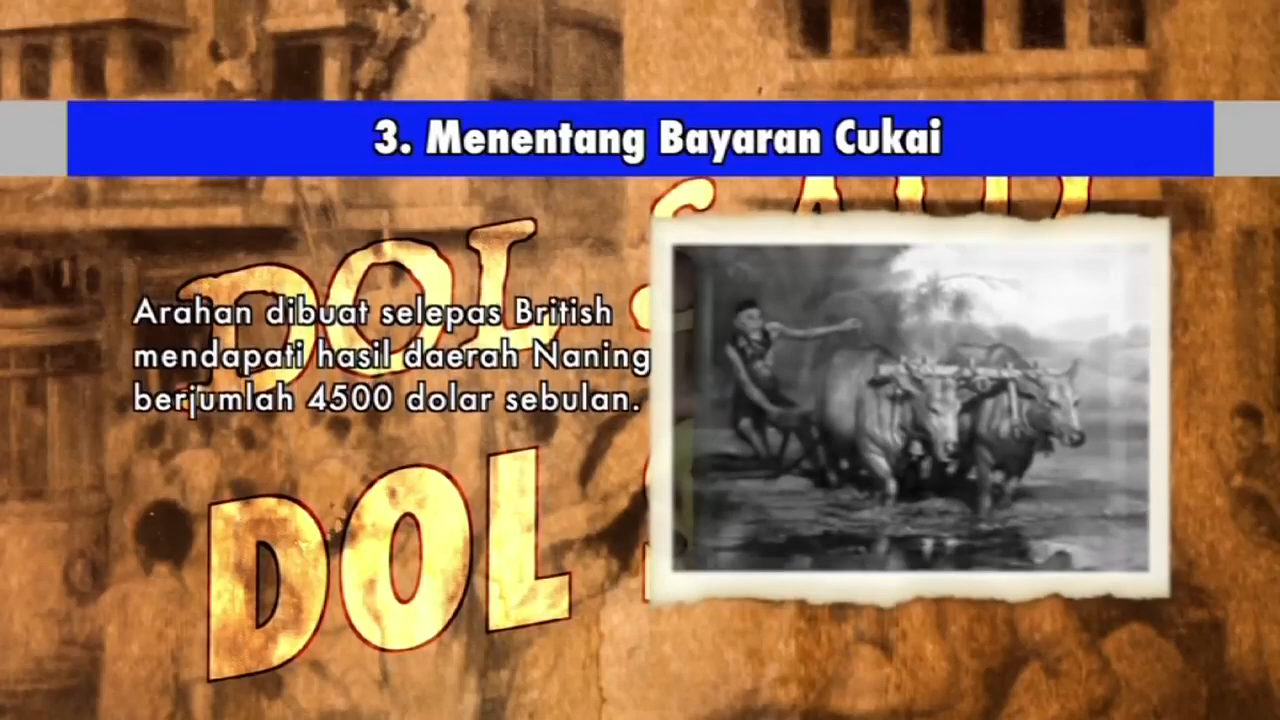 3. Menentang Bayaran Cukai
DOL
Arahan dibuat selepas British
mendapati hasil daerah Naning
berjumlah 4500 dolar sebulan.
DOL